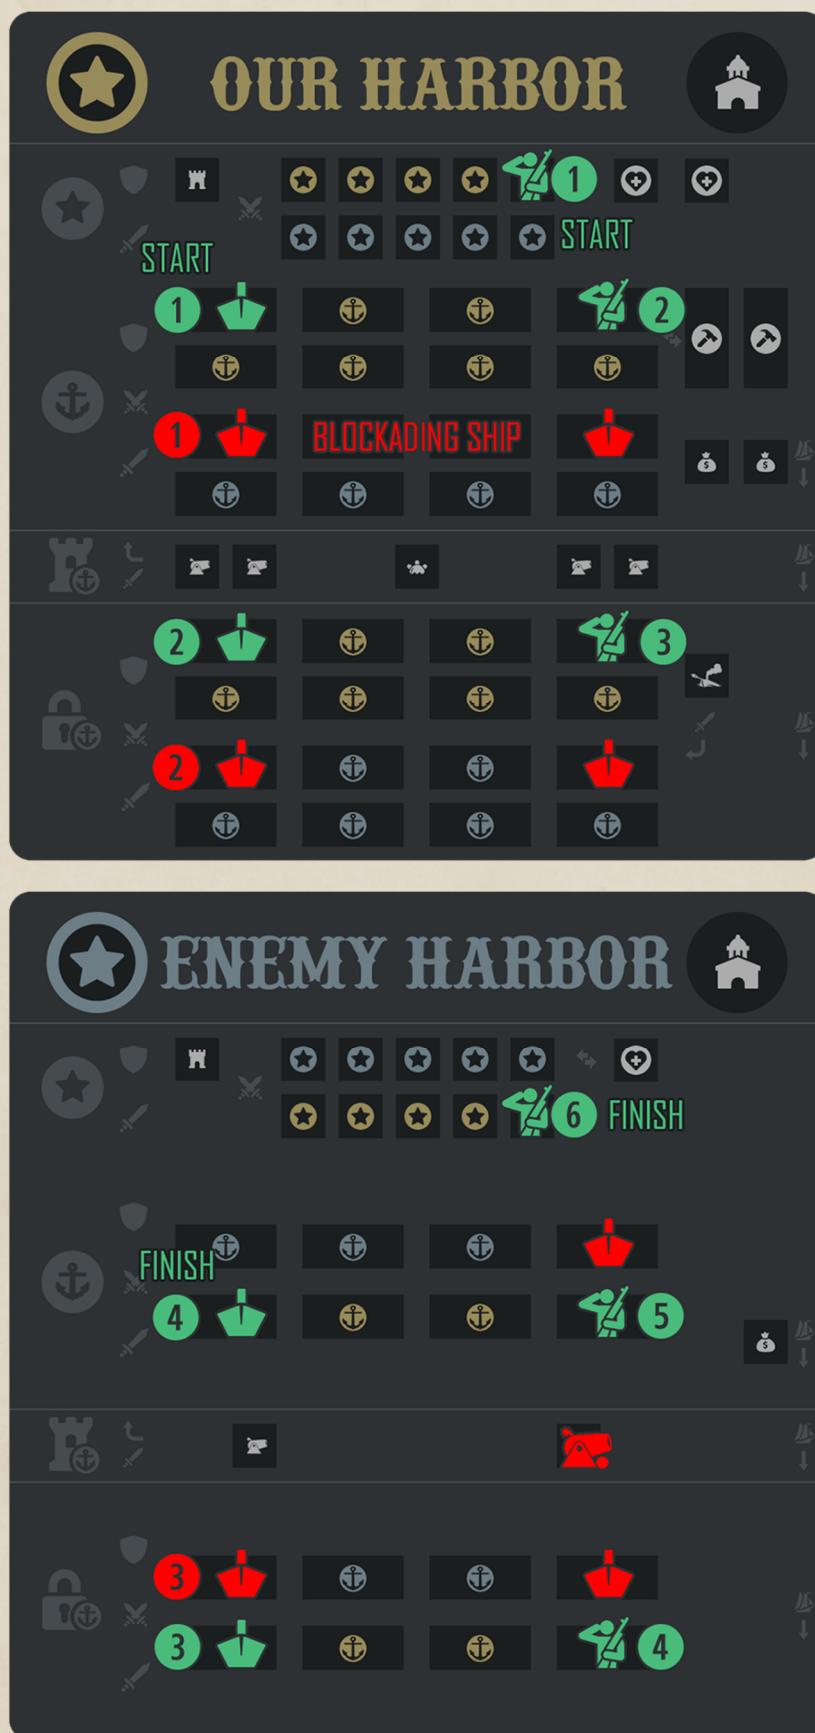 OUR HARBOR
1
START
START
1
2
1
BLOCKADING SHIP
$ $
2
3
2
ENEMY HARBOR
6 FINISH
FINISH
4
5
$
3
3
4